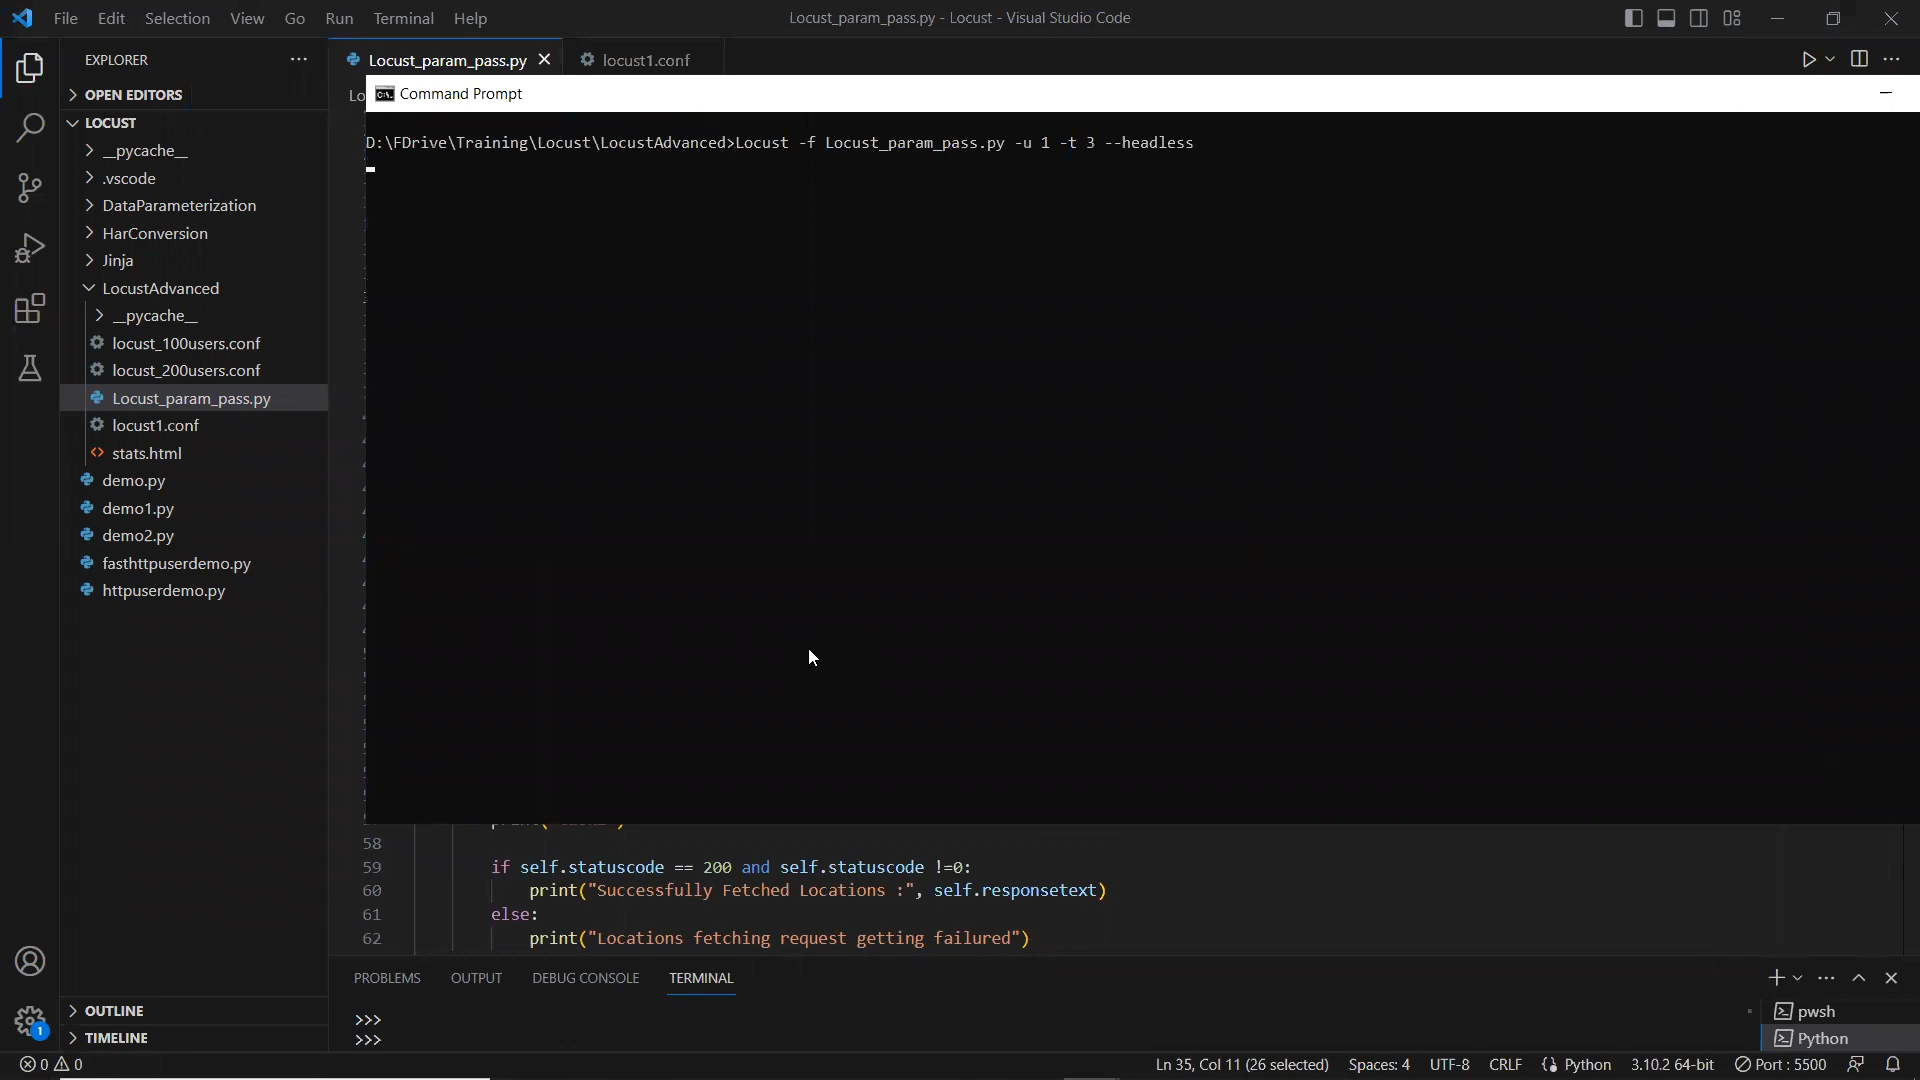 File Edit Selection View Go Run Terminal Help
Locust_param_pass.py - Locust - Visual Studio Code
EXPLORER
OPEN EDITORS
LOCUST
__pycache__
.vscode
DataParameterization
HarConversion
Jinja
LocustAdvanced
__pycache__
locust_100users.conf
locust_200users.conf
Locust_param_pass.py
locust1.conf
stats.html
demo.py
demo1.py
demo2.py
fasthttpuserdemo.py
httpuserdemo.py
OUTLINE
TIMELINE
Locust_param_pass.py
locust1.conf
Lo
Command Prompt
D:\FDrive\Training\Locust\LocustAdvanced>Locust -f Locust_param_pass.py -u 1 -t 3 --headless
58
59 if self.statuscode == 200 and self.statuscode !=0:
60 print("Successfully Fetched Locations :", self.responsetext)
61 else:
62 print("Locations fetching request getting failured")
PROBLEMS OUTPUT DEBUG CONSOLE TERMINAL
>>>
>>>
pwsh
Python
1
0 0
Ln 35, Col 11 (26 selected) Spaces: 4 UTF-8 CRLF Python 3.10.2 64-bit Port : 5500